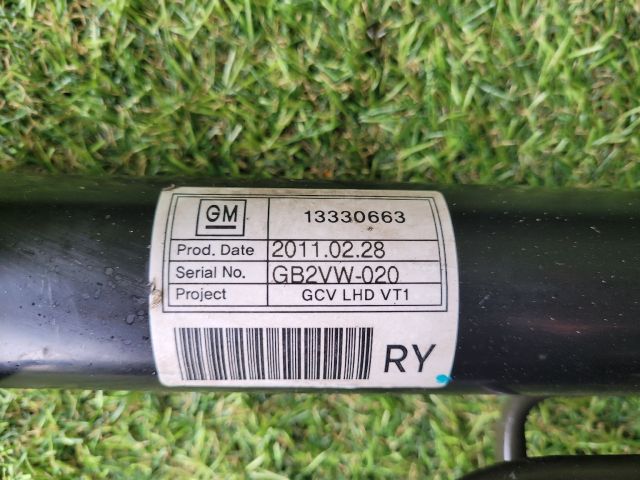 GM 13330663
Prod. Date 2011.02.28
Serial No. GB2VW-020
Project GCV LHD VT1
RY